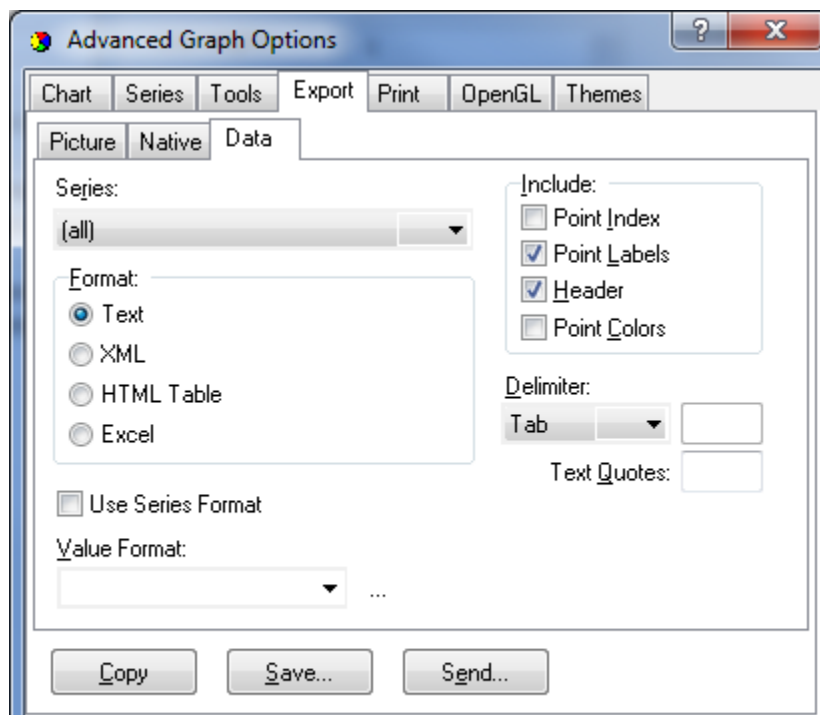 Advanced Graph Options
?
Chart Series Tools Export Print OpenGL Themes
Picture Native Data
Series:
(all)
Format:
Text
XML
HTML Table
Excel
Use Series Format
Value Format:
...
Include:
Point Index
Point Labels
Header
Point Colors
Delimiter:
Tab
Text Quotes:
Copy Save... Send...